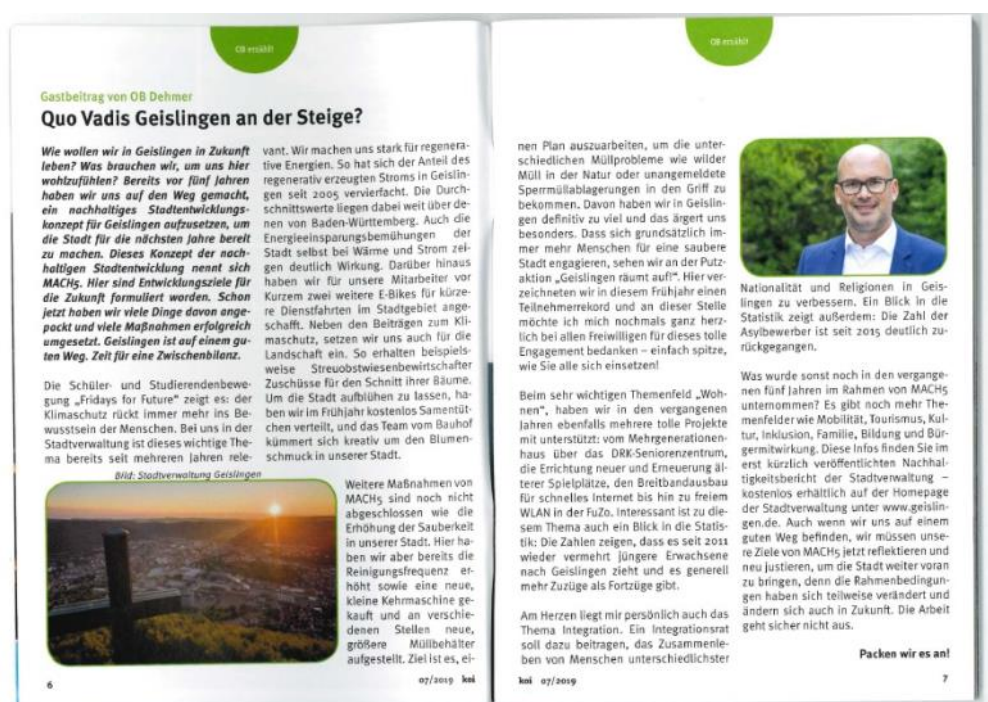 OB erzählt
Gastbeitrag von OB Dehmer
Quo Vadis Geislingen an der Steige?
Wie wollen wir in Geislingen in Zukunft
leben? Was brauchen wir, um uns hier
wohlzufühlen? Bereits vor fünf Jahren
haben wir uns auf den Weg gemacht,
ein nachhaltiges Stadtentwicklungs-
konzept für Geislingen aufzusetzen, um
die Stadt für die nächsten Jahre bereit
zu machen. Dieses Konzept der nach-
haltigen Stadtentwicklung nennt sich
MACH5. Hier sind Entwicklungsziele für
die Zukunft formuliert worden. Schon
jetzt haben wir viele Dinge davon ange-
packt und viele Maßnahmen erfolgreich
umgesetzt. Geislingen ist auf einem gu-
ten Weg. Zeit für eine Zwischenbilanz.
Die Schüler- und Studierendenbewe-
gung „Fridays for Future“ zeigt es: der
Klimaschutz rückt immer mehr ins Be-
wusstsein der Menschen. Bei uns in der
Stadtverwaltung ist dieses wichtige The-
ma bereits seit mehreren Jahren rele-
vant. Wir machen uns stark für regenera-
tive Energien. So hat sich der Anteil des
regenerativ erzeugten Stroms in Geislin-
gen seit 2005 vervierfacht. Die Durch-
schnittswerte liegen dabei weit über de-
nen von Baden-Württemberg. Auch die
Energieeinsparungsbemühungen der
Stadt selbst bei Wärme und Strom zei-
gen deutlich Wirkung. Darüber hinaus
haben wir für unsere Mitarbeiter vor
Kurzem zwei weitere E-Bikes für kürze-
re Dienstfahrten im Stadtgebiet ange-
schafft. Neben den Beiträgen zum Kli-
maschutz, setzen wir uns auch für die
Landschaft ein. So erhalten beispiels-
weise Streuobstwiesenbewirtschafter
Zuschüsse für den Schnitt ihrer Bäume.
Um die Stadt aufblühen zu lassen, ha-
ben wir im Frühjahr kostenlos Samentüt-
chen verteilt, und das Team vom Bauhof
kümmert sich kreativ um den Blumen-
schmuck in unserer Stadt.
Bild: Stadtverwaltung Geislingen
Weitere Maßnahmen von
MACH5 sind noch nicht
abgeschlossen wie die
Erhöhung der Sauberkeit
in unserer Stadt. Hier ha-
ben wir aber bereits die
Reinigungsfrequenz er-
höht sowie eine neue,
kleine Kehrmaschine ge-
kauft und an verschie-
denen Stellen neue,
größere Müllbehälter
aufgestellt. Ziel ist es, ei-
6
07/2019 koi
OB erzählt
nen Plan auszuarbeiten, um die unter-
schiedlichen Müllprobleme wie wilder
Müll in der Natur oder unangemeldete
Sperrmüllablagerungen in den Griff zu
bekommen. Davon haben wir in Geislin-
gen definitiv zu viel und das ärgert uns
besonders. Dass sich grundsätzlich im-
mer mehr Menschen für eine saubere
Stadt engagieren, sehen wir an der Putz-
aktion „Geislingen räumt auf!“. Hier ver-
zeichneten wir in diesem Frühjahr einen
Teilnehmerrekord und an dieser Stelle
möchte ich mich nochmals ganz herz-
lich bei allen Freiwilligen für dieses tolle
Engagement bedanken – einfach spitze,
wie Sie alle sich einsetzen!
Beim sehr wichtigen Themenfeld „Woh-
nen“, haben wir in den vergangenen
Jahren ebenfalls mehrere tolle Projekte
mit unterstützt: vom Mehrgenerationen-
haus über das DRK-Seniorenzentrum,
die Errichtung neuer und Erneuerung äl-
terer Spielplätze, den Breitbandausbau
für schnelles Internet bis hin zu freiem
WLAN in der FuZo. Interessant ist zu die-
sem Thema auch ein Blick in die Statis-
tik: Die Zahlen zeigen, dass es seit 2011
wieder vermehrt jüngere Erwachsene
nach Geislingen zieht und es generell
mehr Zuzüge als Fortzüge gibt.
Am Herzen liegt mir persönlich auch das
Thema Integration. Ein Integrationsrat
soll dazu beitragen, das Zusammenle-
ben von Menschen unterschiedlichster
Nationalität und Religionen in Geis-
lingen zu verbessern. Ein Blick in die
Statistik zeigt außerdem: Die Zahl der
Asylbewerber ist seit 2015 deutlich zu-
rückgegangen.
Was wurde sonst noch in den vergange-
nen fünf Jahren im Rahmen von MACH5
unternommen? Es gibt noch mehr The-
menfelder wie Mobilität, Tourismus, Kul-
tur, Inklusion, Familie, Bildung und Bür-
germitwirkung. Diese Infos finden Sie im
erst kürzlich veröffentlichten Nachhal-
tigkeitsbericht der Stadtverwaltung –
kostenlos erhältlich auf der Homepage
der Stadtverwaltung unter www.geislin-
gen.de. Auch wenn wir uns auf einem
guten Weg befinden, wir müssen unse-
re Ziele von MACH5 jetzt reflektieren und
neu justieren, um die Stadt weiter voran
zu bringen, denn die Rahmenbedingun-
gen haben sich teilweise verändert und
ändern sich auch in Zukunft. Die Arbeit
geht sicher nicht aus.
Packen wir es an!
koi 07/2019
7